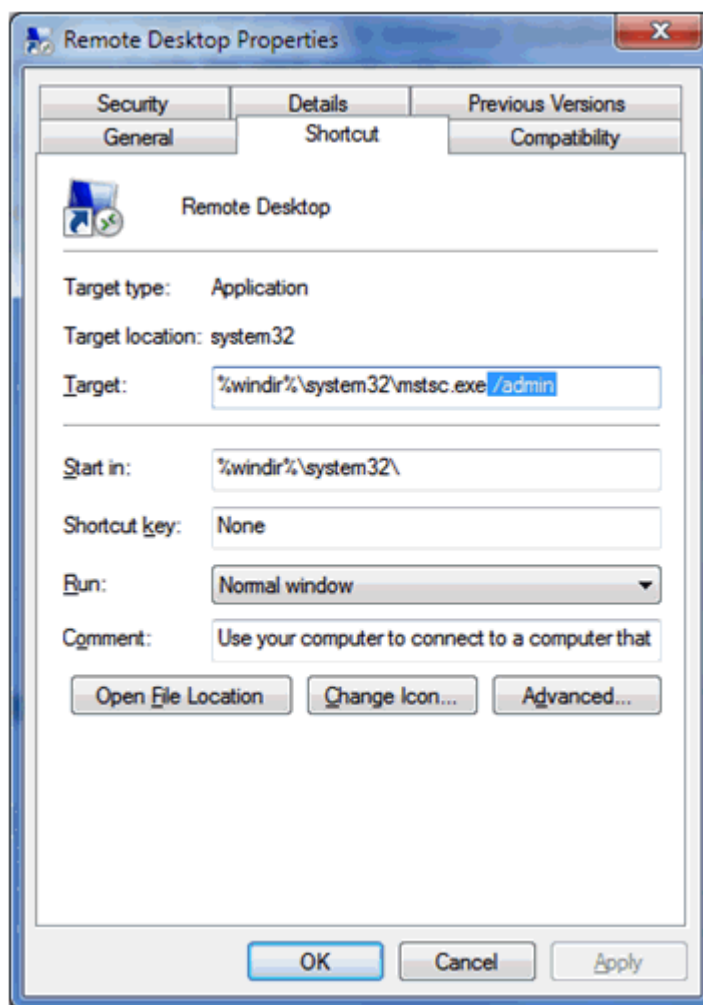 Remote Desktop Properties
Security Details Previous Versions
General Shortcut Compatibility
Remote Desktop
Target type: Application
Target location: system32
Target: %windir%\system32\mstsc.exe /admin
Start in: %windir%\system32\
Shortcut key: None
Run: Normal window
Comment: Use your computer to connect to a computer that
Open File Location Change Icon... Advanced...
OK Cancel Apply